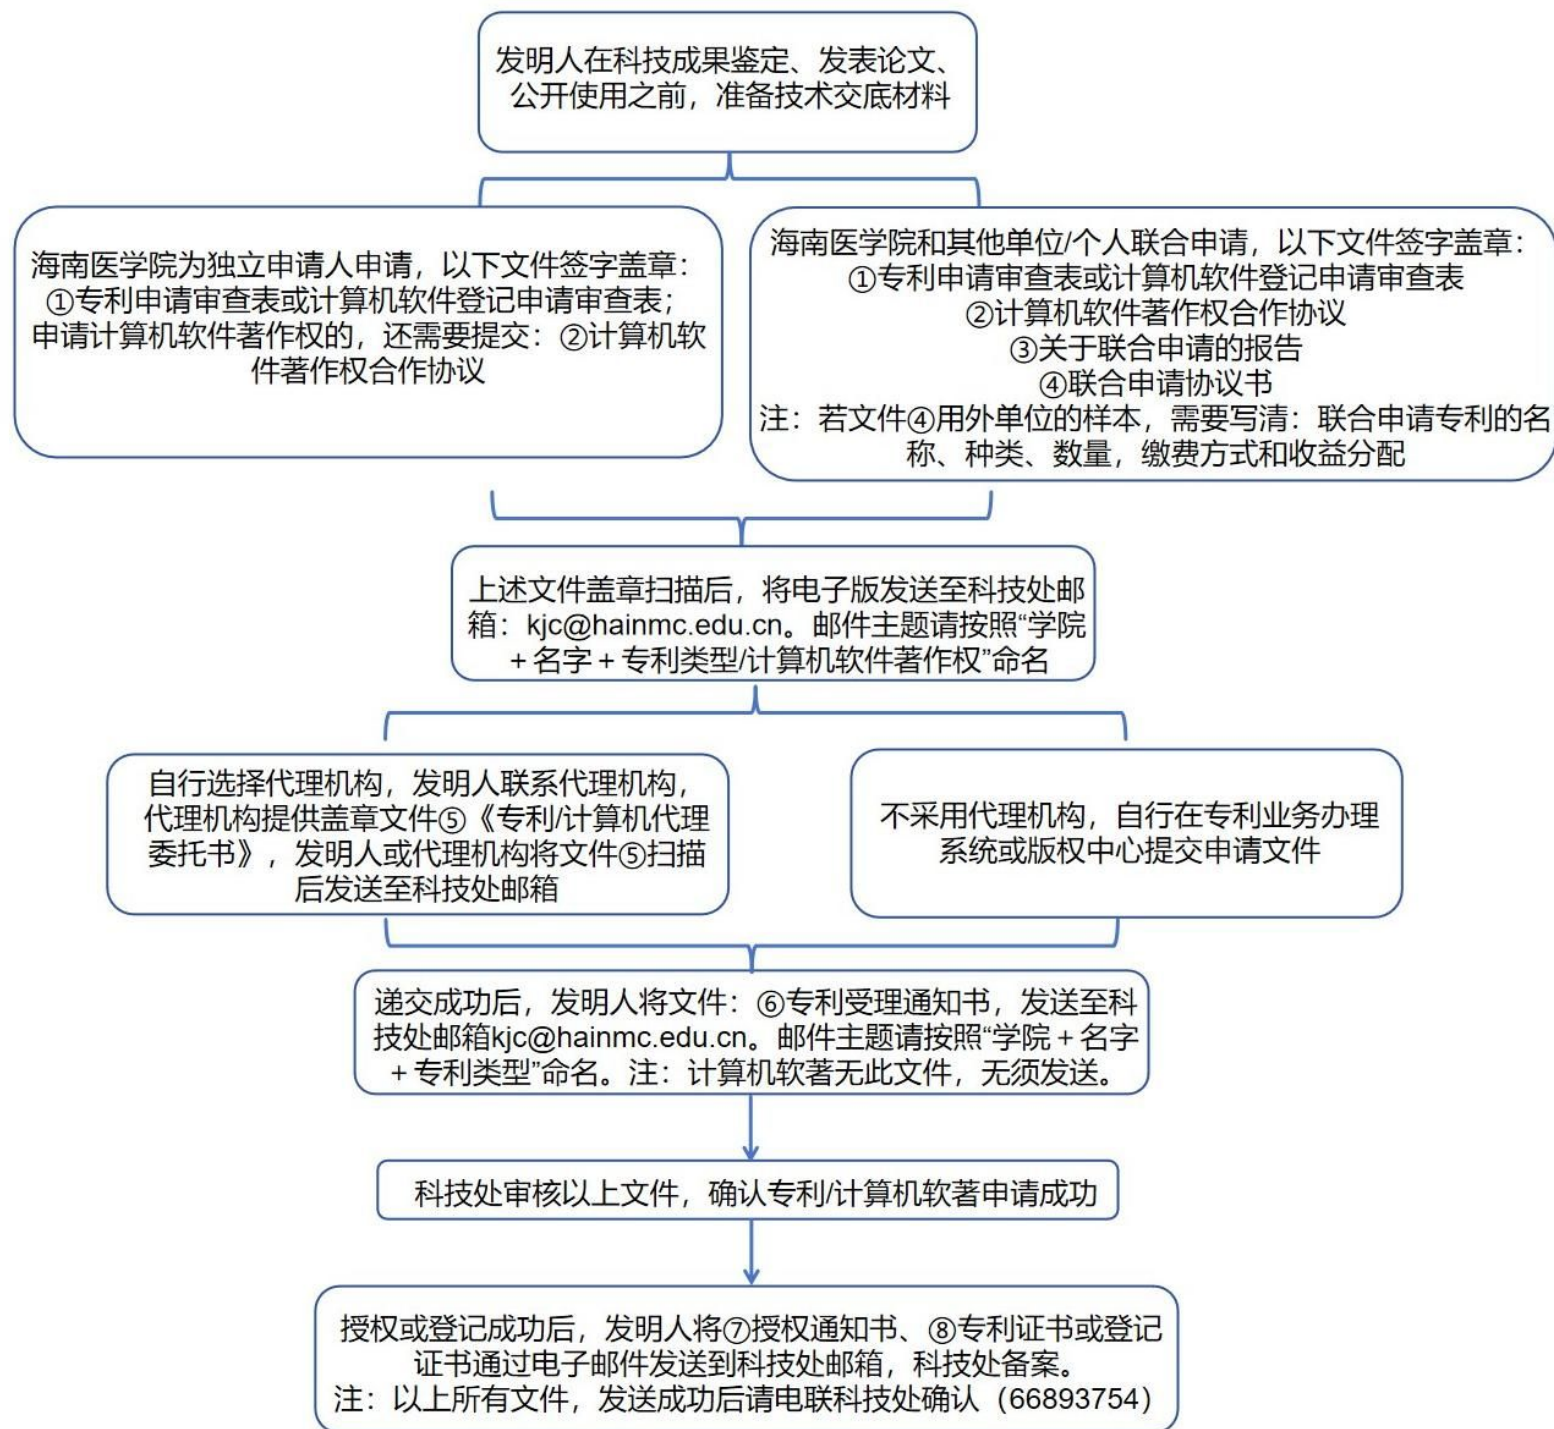 发明人在科技成果鉴定、发表论文、
公开使用之前，准备技术交底材料
海南医学院为独立申请人申请，以下文件签字盖章：
①专利申请审查表或计算机软件登记申请审查表；
申请计算机软件著作权的，还需要提交：②计算机软
件著作权合作协议
海南医学院和其他单位/个人联合申请，以下文件签字盖章：
①专利申请审查表或计算机软件登记申请审查表
②计算机软件著作权合作协议
③关于联合申请的报告
④联合申请协议书
注：若文件④用外单位的样本，需要写清：联合申请专利的名
称、种类、数量，缴费方式和收益分配
上述文件盖章扫描后，将电子版发送至科技处邮
箱：kjc@hainmc.edu.cn。邮件主题请按照“学院
+名字+专利类型/计算机软件著作权”命名
自行选择代理机构，发明人联系代理机构，
代理机构提供盖章文件⑤《专利/计算机代理
委托书》，发明人或代理机构将文件⑤扫描
后发送至科技处邮箱
不采用代理机构，自行在专利业务办理
系统或版权中心提交申请文件
递交成功后，发明人将文件：⑥专利受理通知书，发送至科
技处邮箱kjc@hainmc.edu.cn。邮件主题请按照“学院+名字
+专利类型”命名。注：计算机软著无此文件，无须发送。
科技处审核以上文件，确认专利/计算机软著申请成功
授权或登记成功后，发明人将⑦授权通知书、⑧专利证书或登记
证书通过电子邮件发送到科技处邮箱，科技处备案。
注：以上所有文件，发送成功后请电联科技处确认（66893754）